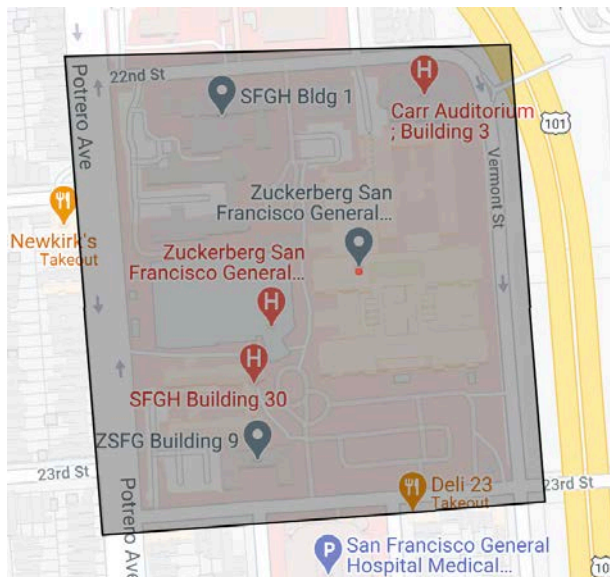 22nd St
Potrero Ave
SFGH Bldg 1
H
Carr Auditorium
; Building 3
101
Vermont St
Zuckerberg San
Francisco General...
Newkirk's
Takeout
Zuckerberg San
Francisco General...
H
H
SFGH Building 30
ZSFG Building 9
23rd St
Potrero Ave
Deli 23
Takeout
23rd St
P
San Francisco General
Hospital Medical...
10